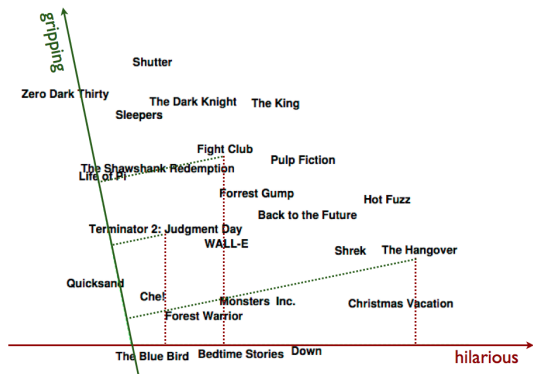 gripping
Shutter
Zero Dark Thirty
The Dark Knight
The King
Sleepers
Fight Club
Pulp Fiction
The Shawshank Redemption
Life of Pi
Forrest Gump
Hot Fuzz
Back to the Future
Terminator 2: Judgment Day
WALL-E
Shrek
The Hangover
Quicksand
Che!
Monsters Inc.
Christmas Vacation
Forest Warrior
The Blue Bird
Bedtime Stories
Down
hilarious